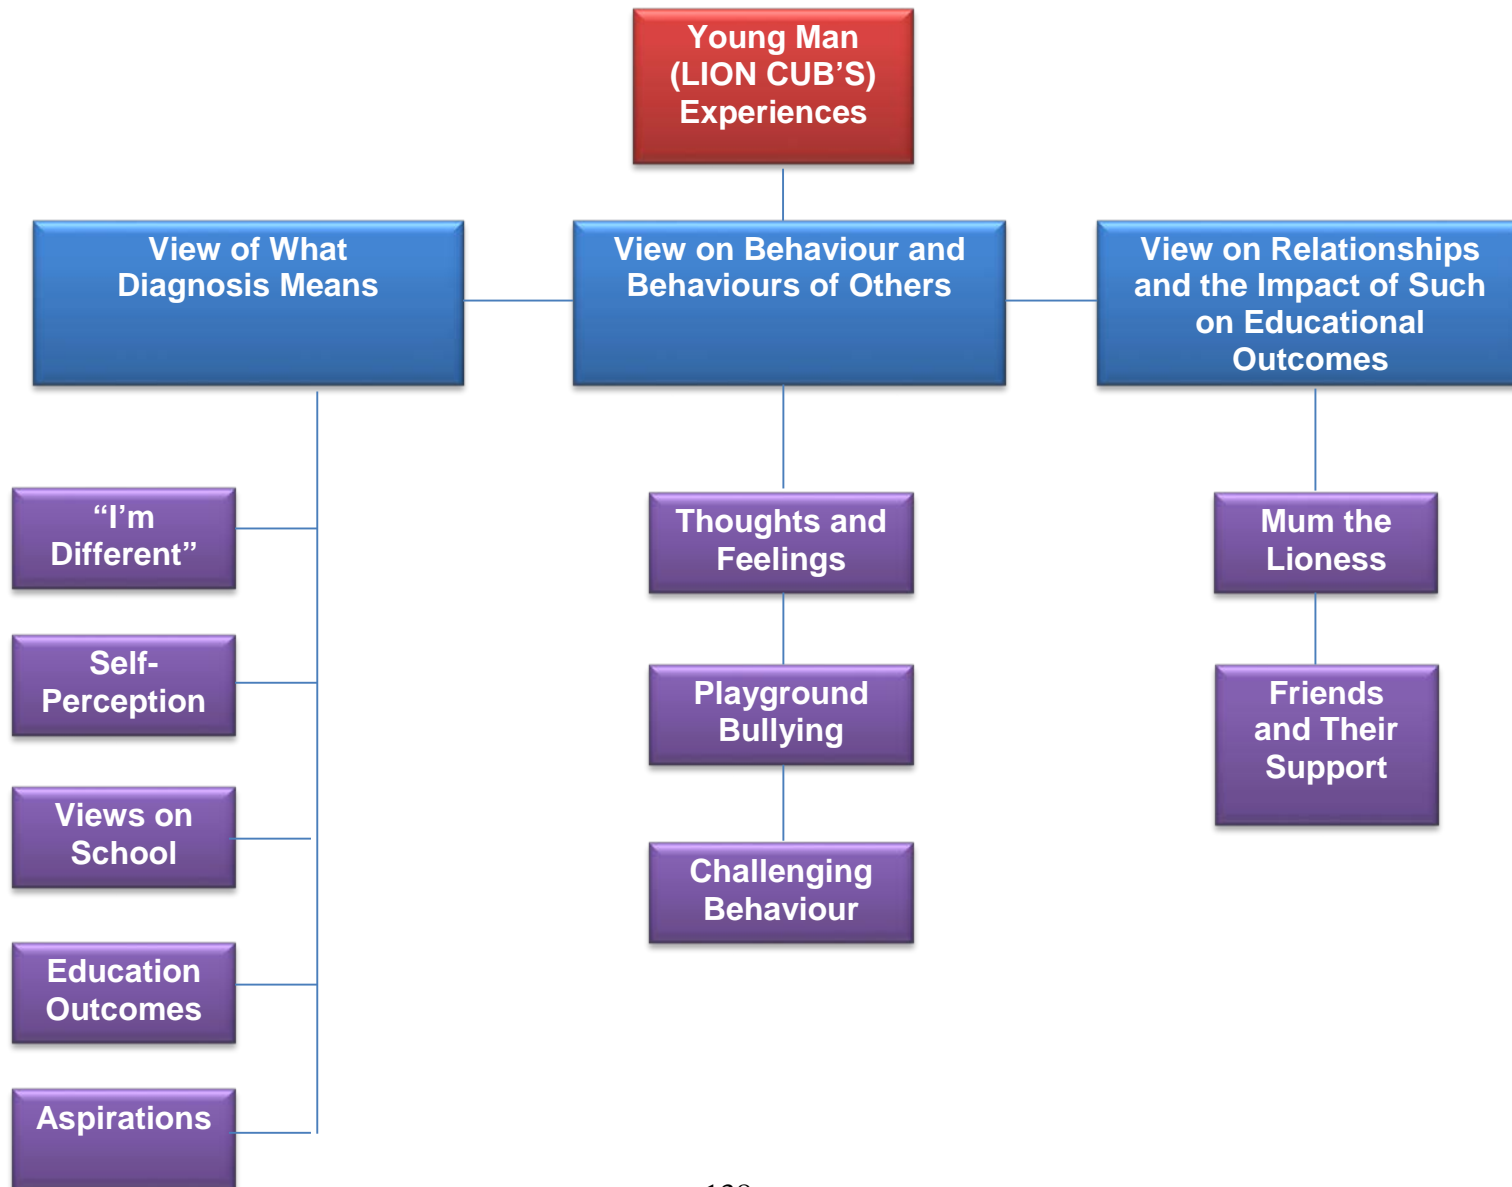 Young Man
(LION CUB’S)
Experiences
View of What
Diagnosis Means
View on Behaviour and
Behaviours of Others
View on Relationships
and the Impact of Such
on Educational
Outcomes
“I’m
Different”
Self-
Perception
Views on
School
Education
Outcomes
Aspirations
Thoughts and
Feelings
Playground
Bullying
Challenging
Behaviour
Mum the
Lioness
Friends
and Their
Support